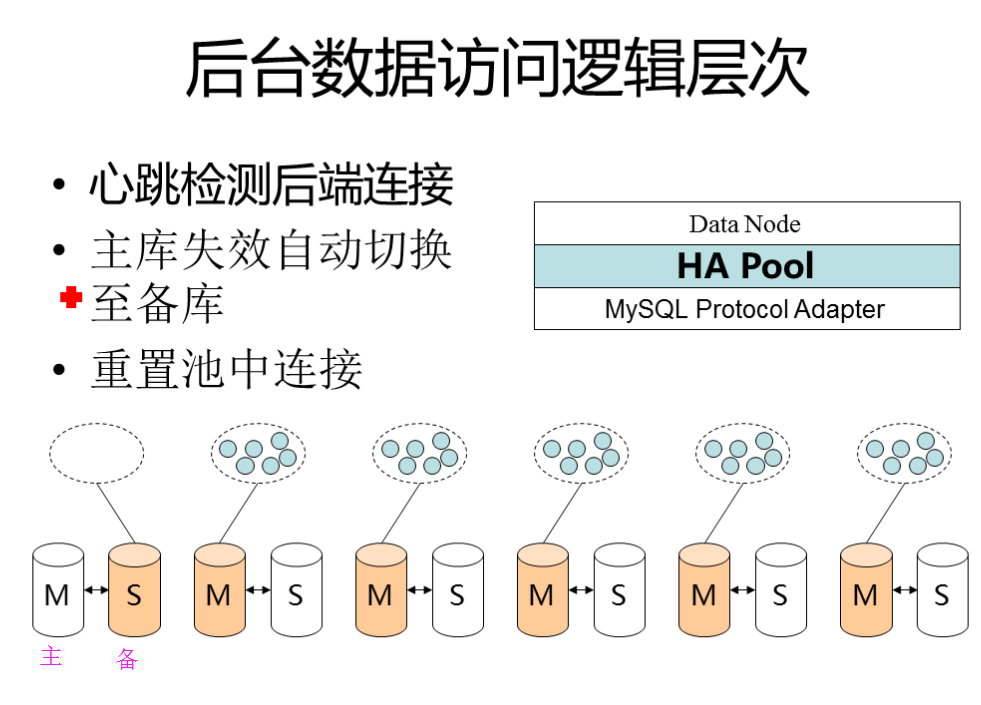 后台数据访问逻辑层次
• 心跳检测后端连接
• 主库失效自动切换
至备库
• 重置池中连接
Data Node
HA Pool
MySQL Protocol Adapter
M S M S M S M S M S M S
主 备